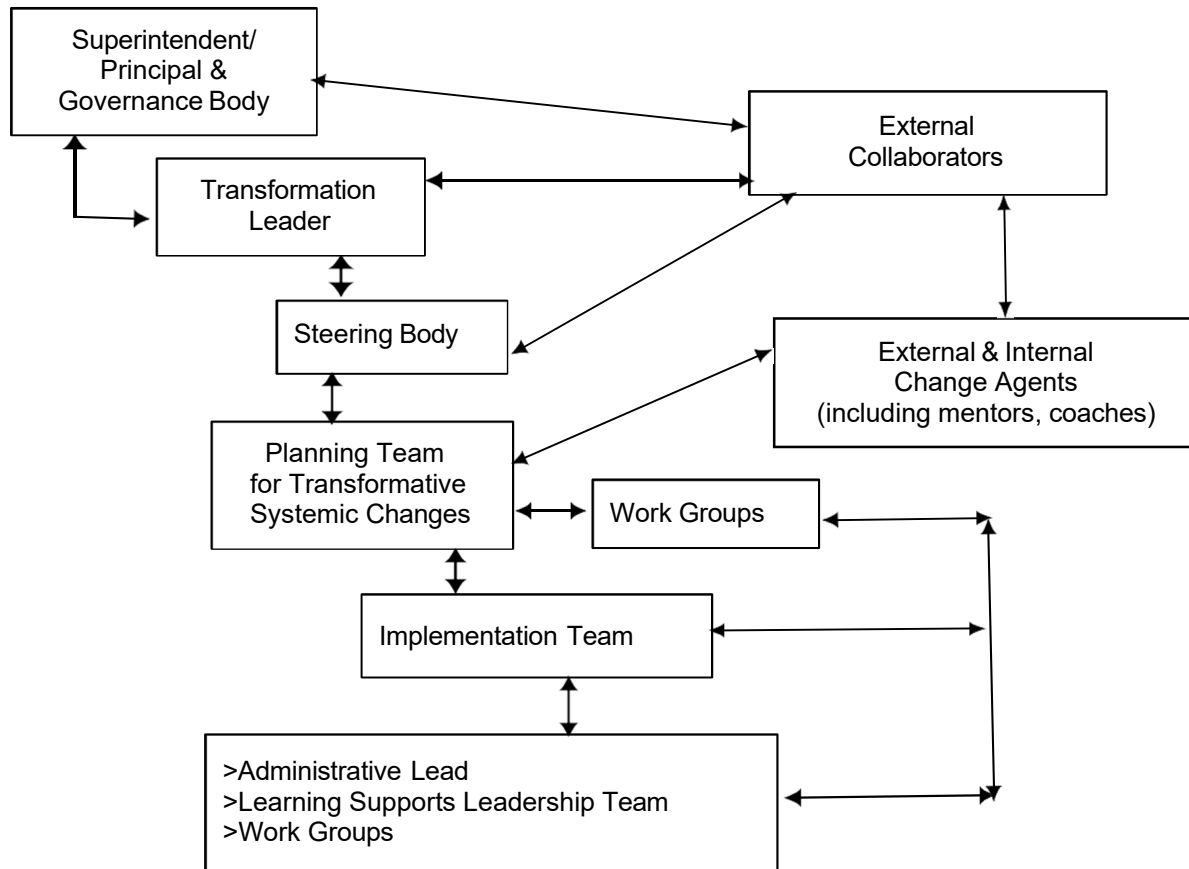 Superintendent/
Principal &
Governance Body
External
Collaborators
Transformation
Leader
Steering Body
External & Internal
Change Agents
(including mentors, coaches)
Planning Team
for Transformative
Systemic Changes
Work Groups
Implementation Team
>Administrative Lead
>Learning Supports Leadership Team
>Work Groups